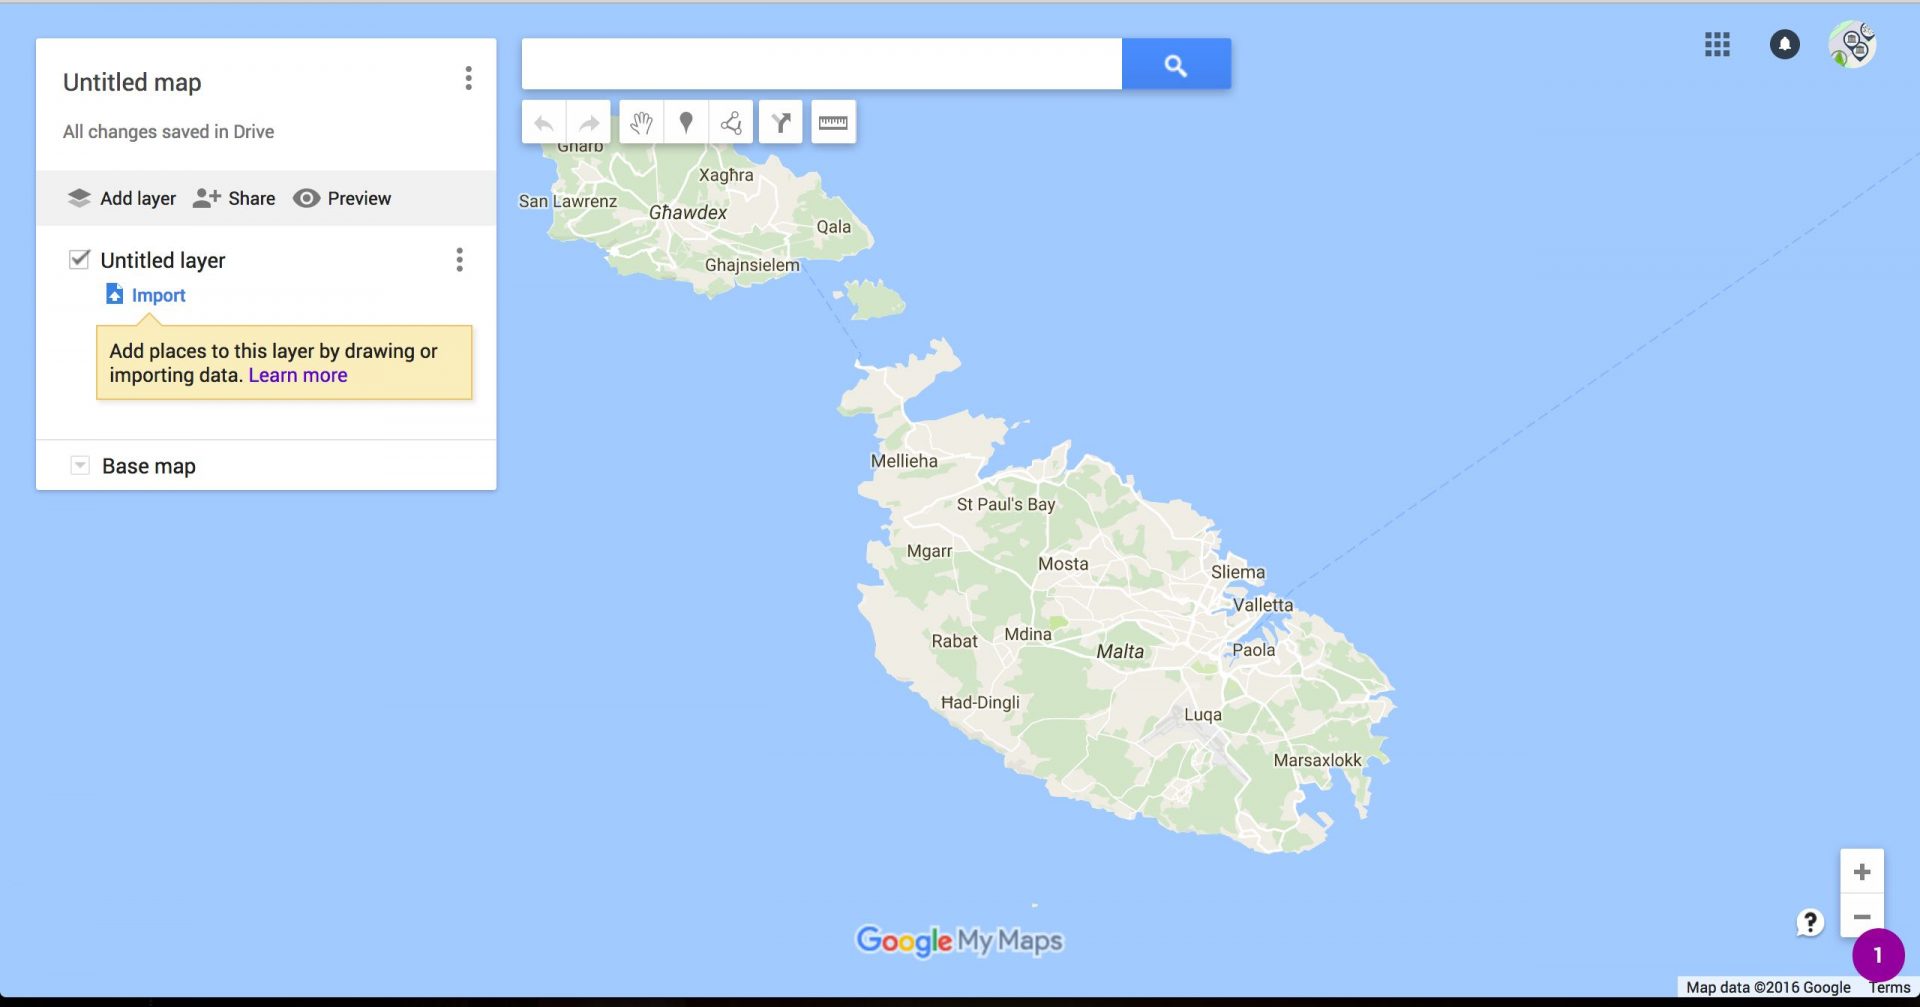 Untitled map
All changes saved in Drive
Add layer Share Preview
Untitled layer
Import
Add places to this layer by drawing or
importing data. Learn more
Base map
Għarb
Xagħra
San Lawrenz
Għawdex
Qala
Għajnsielem
Mellieha
St Paul's Bay
Mgarr
Mosta
Sliema
Valletta
Rabat
Mdina
Malta
Paola
Ħad-Dingli
Luqa
Marsaxlokk
Google My Maps
?
1
Map data ©2016 Google Terms